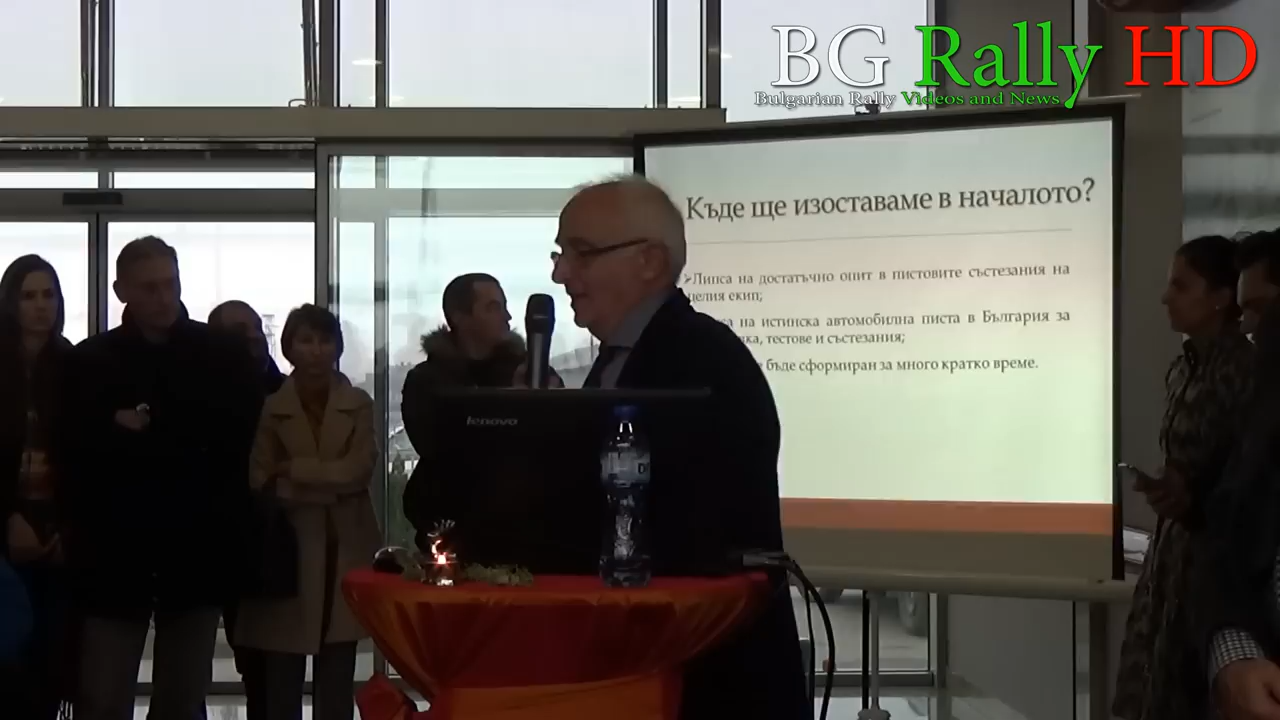 BG Rally HD
Bulgarian Rally Videos and News
Къде ще изоставаме в началото?
Липса на достатъчно опит в пистовите състезания на
целия екип;
на истинска автомобилна писта в България за
тестове и състезания;
бъде сформиран за много кратко време.
lenovo